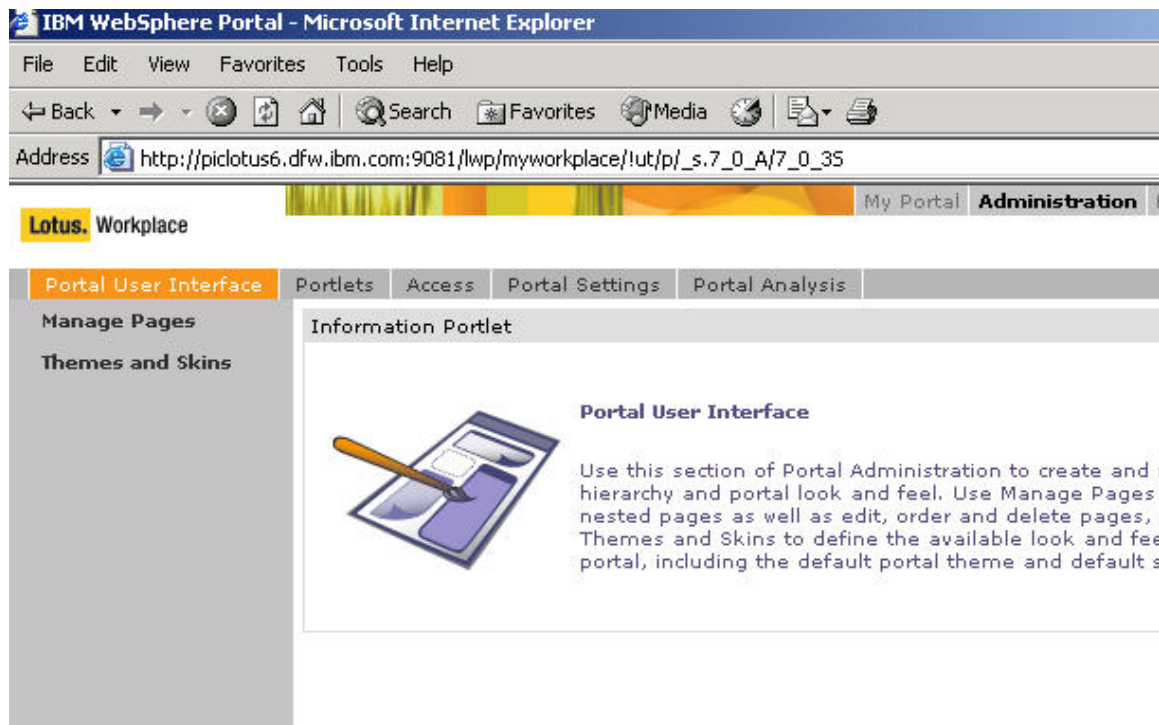 IBM WebSphere Portal - Microsoft Internet Explorer
File Edit View Favorites Tools Help
Back Search Favorites Media
Address http://piclotus6.dfw.ibm.com:9081/lwp/myworkplace/!ut/p/_s.7_0_A/7_0_3S
My Portal Administration
Lotus. Workplace
Portal User Interface Portlets Access Portal Settings Portal Analysis
Manage Pages
Themes and Skins
Information Portlet
Portal User Interface
Use this section of Portal Administration to create and
hierarchy and portal look and feel. Use Manage Pages
nested pages as well as edit, order and delete pages,
Themes and Skins to define the available look and fee
portal, including the default portal theme and default s